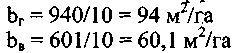 bг = 940/10 = 94 м²/га
bв = 601/10 = 60,1 м²/га